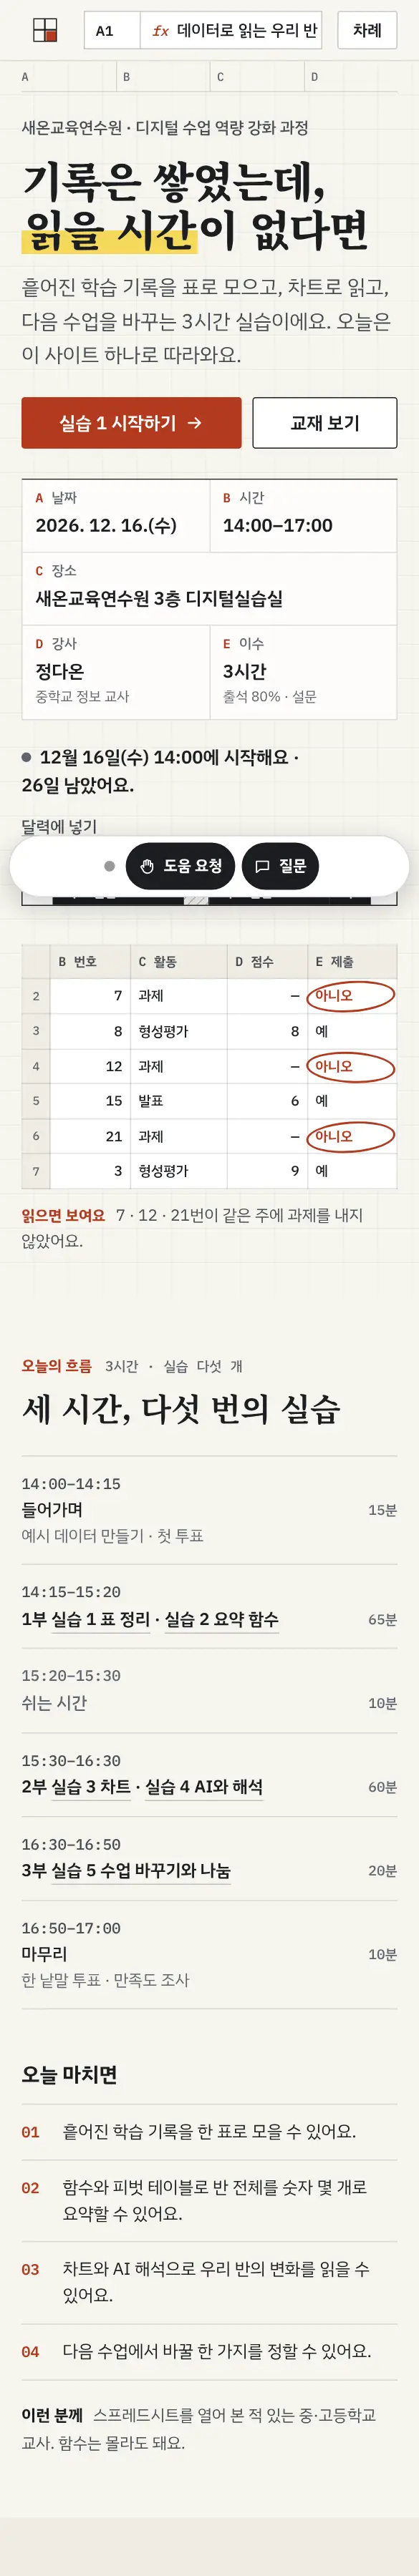 A1 fx 데이터로 읽는 우리 반 차례
A B C D
새온교육연수원 · 디지털 수업 역량 강화 과정
기록은 쌓였는데,
읽을 시간이 없다면
흩어진 학습 기록을 표로 모으고, 차트로 읽고,
다음 수업을 바꾸는 3시간 실습이에요. 오늘은
이 사이트 하나로 따라와요.
실습 1 시작하기 → 교재 보기
A 날짜 B 시간
2026. 12. 16.(수) 14:00–17:00
C 장소
새온교육연수원 3층 디지털실습실
D 강사 E 이수
정다온 3시간
중학교 정보 교사 출석 80% · 설문
12월 16일(수) 14:00에 시작해요 ·
26일 남았어요.
달력에 넣기
도움 요청 질문
B 번호 C 활동 D 점수 E 제출
2 7 과제 – 아니오
3 8 형성평가 8 예
4 12 과제 – 아니오
5 15 발표 6 예
6 21 과제 – 아니오
7 3 형성평가 9 예
읽으면 보여요 7 · 12 · 21번이 같은 주에 과제를 내지
않았어요.
오늘의 흐름 3시간 · 실습 다섯 개
세 시간, 다섯 번의 실습
14:00–14:15
들어가며 15분
예시 데이터 만들기 · 첫 투표
14:15–15:20
1부 실습 1 표 정리 · 실습 2 요약 함수 65분
15:20–15:30
쉬는 시간 10분
15:30–16:30
2부 실습 3 차트 · 실습 4 AI와 해석 60분
16:30–16:50
3부 실습 5 수업 바꾸기와 나눔 20분
16:50–17:00
마무리 10분
한 낱말 투표 · 만족도 조사
오늘 마치면
01 흩어진 학습 기록을 한 표로 모을 수 있어요.
02 함수와 피벗 테이블로 반 전체를 숫자 몇 개로
요약할 수 있어요.
03 차트와 AI 해석으로 우리 반의 변화를 읽을 수
있어요.
04 다음 수업에서 바꿀 한 가지를 정할 수 있어요.
이런 분께 스프레드시트를 열어 본 적 있는 중·고등학교
교사. 함수는 몰라도 돼요.